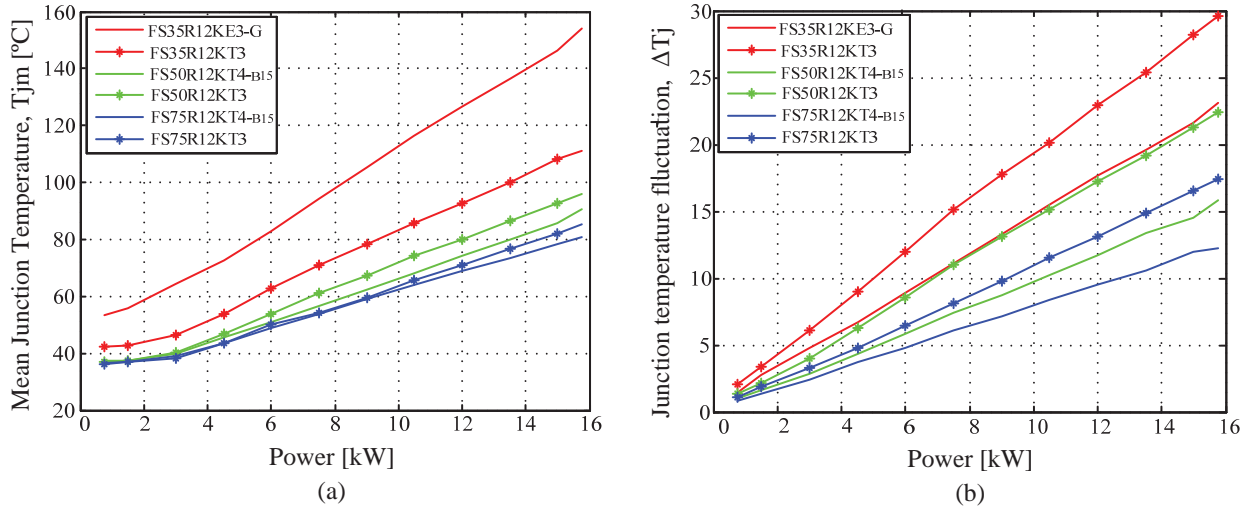 Mean Junction Temperature, Tjm [ºC]
160
140
120
100
80
60
40
20
FS35R12KE3-G
FS35R12KT3
FS50R12KT4-B15
FS50R12KT3
FS75R12KT4-B15
FS75R12KT3
0 2 4 6 8 10 12 14 16
Power [kW]
(a)
Junction temperature fluctuation, ΔTj
30
25
20
15
10
5
0
FS35R12KE3-G
FS35R12KT3
FS50R12KT4-B15
FS50R12KT3
FS75R12KT4-B15
FS75R12KT3
0 2 4 6 8 10 12 14 16
Power [kW]
(b)